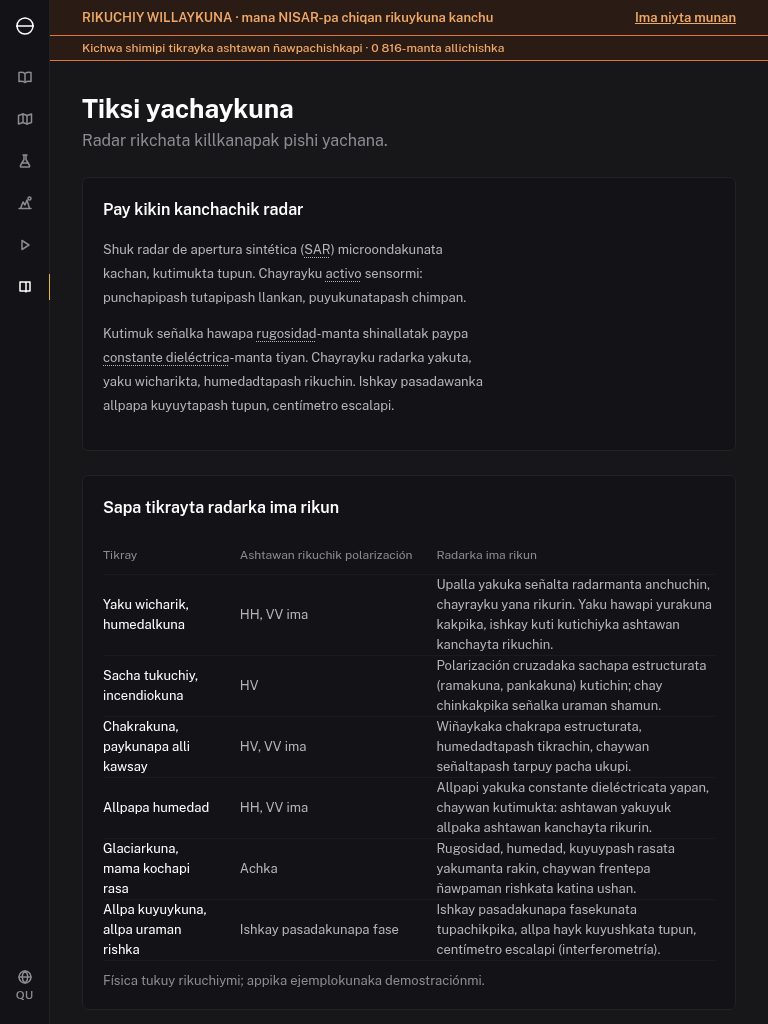 RIKUCHIY WILLAYKUNA · mana NISAR-pa chiqan rikuykuna kanchu
Ima niyta munan
Kichwa shimipi tikrayka ashtawan ñawpachishkapi · 0 816-manta allichishka
Tiksi yachaykuna
Radar rikchata killkanapak pishi yachana.
Pay kikin kanchachik radar
Shuk radar de apertura sintética (SAR) microondakunata
kachan, kutimukta tupun. Chayrayku activo sensormi:
punchapipash tutapipash llankan, puyukunatapash chimpan.
Kutimuk señalka hawapa rugosidad-manta shinallatak paypa
constante dieléctrica-manta tiyan. Chayrayku radarka yakuta,
yaku wicharikta, humedadtapash rikuchin. Ishkay pasadawanka
allpapa kuyuytapash tupun, centímetro escalapi.
Sapa tikrayta radarka ima rikun
Tikray
Ashtawan rikuchik polarización
Radarka ima rikun
Yaku wicharik,
humedalkuna
HH, VV ima
Upalla yakuka señalta radarmanta anchuchin,
chayrayku yana rikurin. Yaku hawapi yurakuna
kakpika, ishkay kuti kutichiyka ashtawan
kanchayta rikuchin.
Sacha tukuchiy,
incendiokuna
HV
Polarización cruzadaka sachapa estructurata
(ramakuna, pankakuna) kutichin; chay
chinkakpika señalka uraman shamun.
Chakrakuna,
paykunapa alli
kawsay
HV, VV ima
Wiñaykaka chakrapa estructurata,
humedadtapash tikrachin, chaywan
señaltapash tarpuy pacha ukupi.
Allpapa humedad
HH, VV ima
Allpapi yakuka constante dieléctricata yapan,
chaywan kutimukta: ashtawan yakuyuk
allpaka ashtawan kanchayta rikurin.
Glaciarkuna,
mama kochapi
rasa
Achka
Rugosidad, humedad, kuyuypash rasata
yakumanta rakin, chaywan frentepa
ñawpaman rishkata katina ushan.
Allpa kuyuykuna,
allpa uraman
rishka
Ishkay pasadakunapa fase
Ishkay pasadakunapa fasekunata
tupachikpika, allpa hayk kuyushkata tupun,
centímetro escalapi (interferometría).
Física tukuy rikuchiymi; appika ejemplokunaka demostraciónmi.
QU